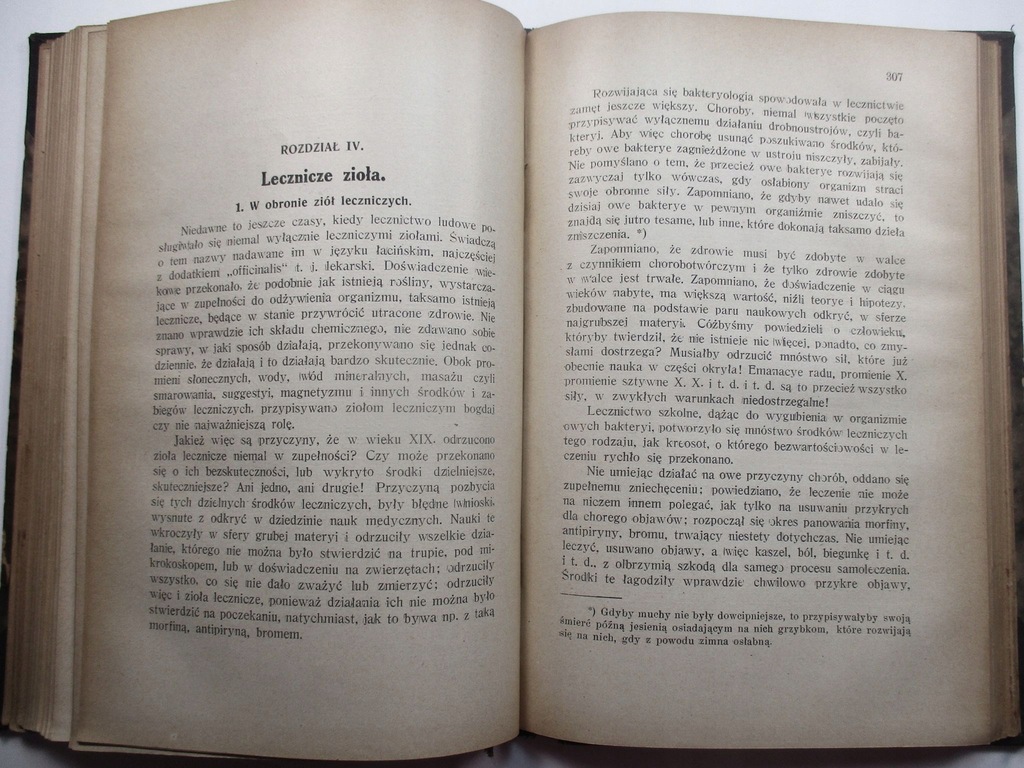 ROZDZIAŁ IV.
Lecznicze zioła.
1. W obronie ziół leczniczych.
Niedawne to jeszcze czasy, kiedy lecznictwo ludowe po-
sługiwało się niemal wyłącznie leczniczymi ziołami. Świadczą
o tem nazwy nadawane im w języku łacińskim, najczęściej
z dodatkiem „officinalis“ t. j. lekarski. Doświadczenie wie-
kowe przekonało, że podobnie jak istnieją rośliny, wystarcza-
jące w zupełności do odżywienia organizmu, taksamo istnieją
lecznicze, będące w stanie przywrócić utracone zdrowie. Nie
znano wprawdzie ich składu chemicznego, nie zdawano sobie
sprawy, w jaki sposób działają, przekonywano się jednak co-
dziennie, że działają i to działają bardzo skutecznie. Obok pro-
mieni słonecznych, wody, wód mineralnych, masażu czyli
smarowania, suggestyi, magnetyzmu i innych środków i za-
biegów leczniczych, przypisywano ziołom leczniczym bogdaj
czy nie najważniejszą rolę.
Jakież więc są przyczyny, że w wieku XIX. odrzucono
zioła lecznicze niemal w zupełności? Czy może przekonano
się o ich bezskuteczności, lub wykryto środki dzielniejsze,
skuteczniejsze? Ani jedno, ani drugie! Przyczyną pozbycia
się tych dzielnych środków leczniczych, były błędne wnioski,
wysnute z odkryć w dziedzinie nauk medycznych. Nauki te
wkroczyły w sfery grubej materyi i odrzuciły wszelkie dzia-
łanie, którego nie można było stwierdzić na trupie, pod mi-
krokoskopem, lub w doświadczeniu na zwierzętach; odrzuciły
wszystko, co się nie dało zważyć lub zmierzyć; odrzuciły
więc i zioła lecznicze, ponieważ działania ich nie można było
stwierdzić na poczekaniu, natychmiast, jak to bywa np. z taką
morfiną, antipiryną, bromem.
307
Rozwijająca się bakteryologia spowodowała w lecznictwie
zamęt jeszcze większy. Choroby, niemal wszystkie poczęto
przypisywać wyłącznemu działaniu drobnoustrojów, czyli ba-
kteryj. Aby więc chorobę usunąć poszukiwano środków, któ-
reby owe bakterye zagnieżdżone w ustroju niszczyły, zabijały.
Nie pomyślano o tem, że przecież owe bakterye rozwijają się
zazwyczaj tylko wówczas, gdy osłabiony organizm straci
swoje obronne siły. Zapomniano, że gdyby nawet udało się
dzisiaj owe bakterye w pewnym organiźmie zniszczyć, to
znajdą się jutro tesame, lub inne, które dokonają taksamo dzieła
zniszczenia. *)
Zapomniano, że zdrowie musi być zdobyte w walce
z czynnikiem chorobotwórczym i że tylko zdrowie zdobyte
w walce jest trwałe. Zapomniano, że doświadczenie w ciągu
wieków nabyte, ma większą wartość, niźli teorye i hipotezy,
zbudowane na podstawie paru naukowych odkryć, w sferze
najgrubszej materyi. Cóżbyśmy powiedzieli o człowieku,
któryby twierdził, że nie istnieje nic więcej, ponadto, co zmy-
słami dostrzega? Musiałby odrzucić mnóstwo sił, które już
obecnie nauka w części okryła! Emanacye radu, promienie X.
promienie sztywne X. X. i t. d. i t. d. są to przecież wszystko
siły, w zwykłych warunkach niedostrzegalne!
Lecznictwo szkolne, dążąc do wygubienia w organizmie
owych bakteryi, potworzyło się mnóstwo środków leczniczych
tego rodzaju, jak kreosot, o którego bezwartościowości w le-
czeniu rychło się przekonano.
Nie umiejąc działać na owe przyczyny chorób, oddano się
zupełnemu zniechęceniu; powiedziano, że leczenie nie może
na niczem innem polegać, jak tylko na usuwaniu przykrych
dla chorego objawów; rozpoczął się okres panowania morfiny,
antipiryny, bromu, trwający niestety dotychczas. Nie umiejąc
leczyć, usuwano objawy, a więc kaszel, ból, biegunkę i t. d.
i t. d., z olbrzymią szkodą dla samego procesu samoleczenia.
Środki te łagodziły wprawdzie chwilowo przykre objawy,
*) Gdyby muchy nie były dowcipniejsze, to przypisywałyby swoją
śmierć późną jesienią osiadającym na nich grzybkom, które rozwijają
się na nich, gdy z powodu zimna osłabną.